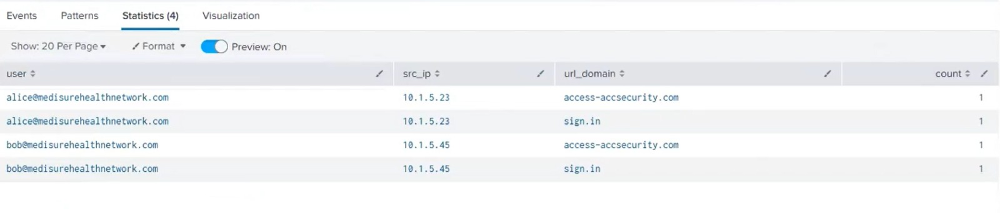 Events Patterns Statistics (4) Visualization
Show: 20 Per Page Format Preview: On
user src_ip url_domain count
alice@medisurehealthnetwork.com 10.1.5.23 access-accsecurity.com 1
alice@medisurehealthnetwork.com 10.1.5.23 sign.in 1
bob@medisurehealthnetwork.com 10.1.5.45 access-accsecurity.com 1
bob@medisurehealthnetwork.com 10.1.5.45 sign.in 1